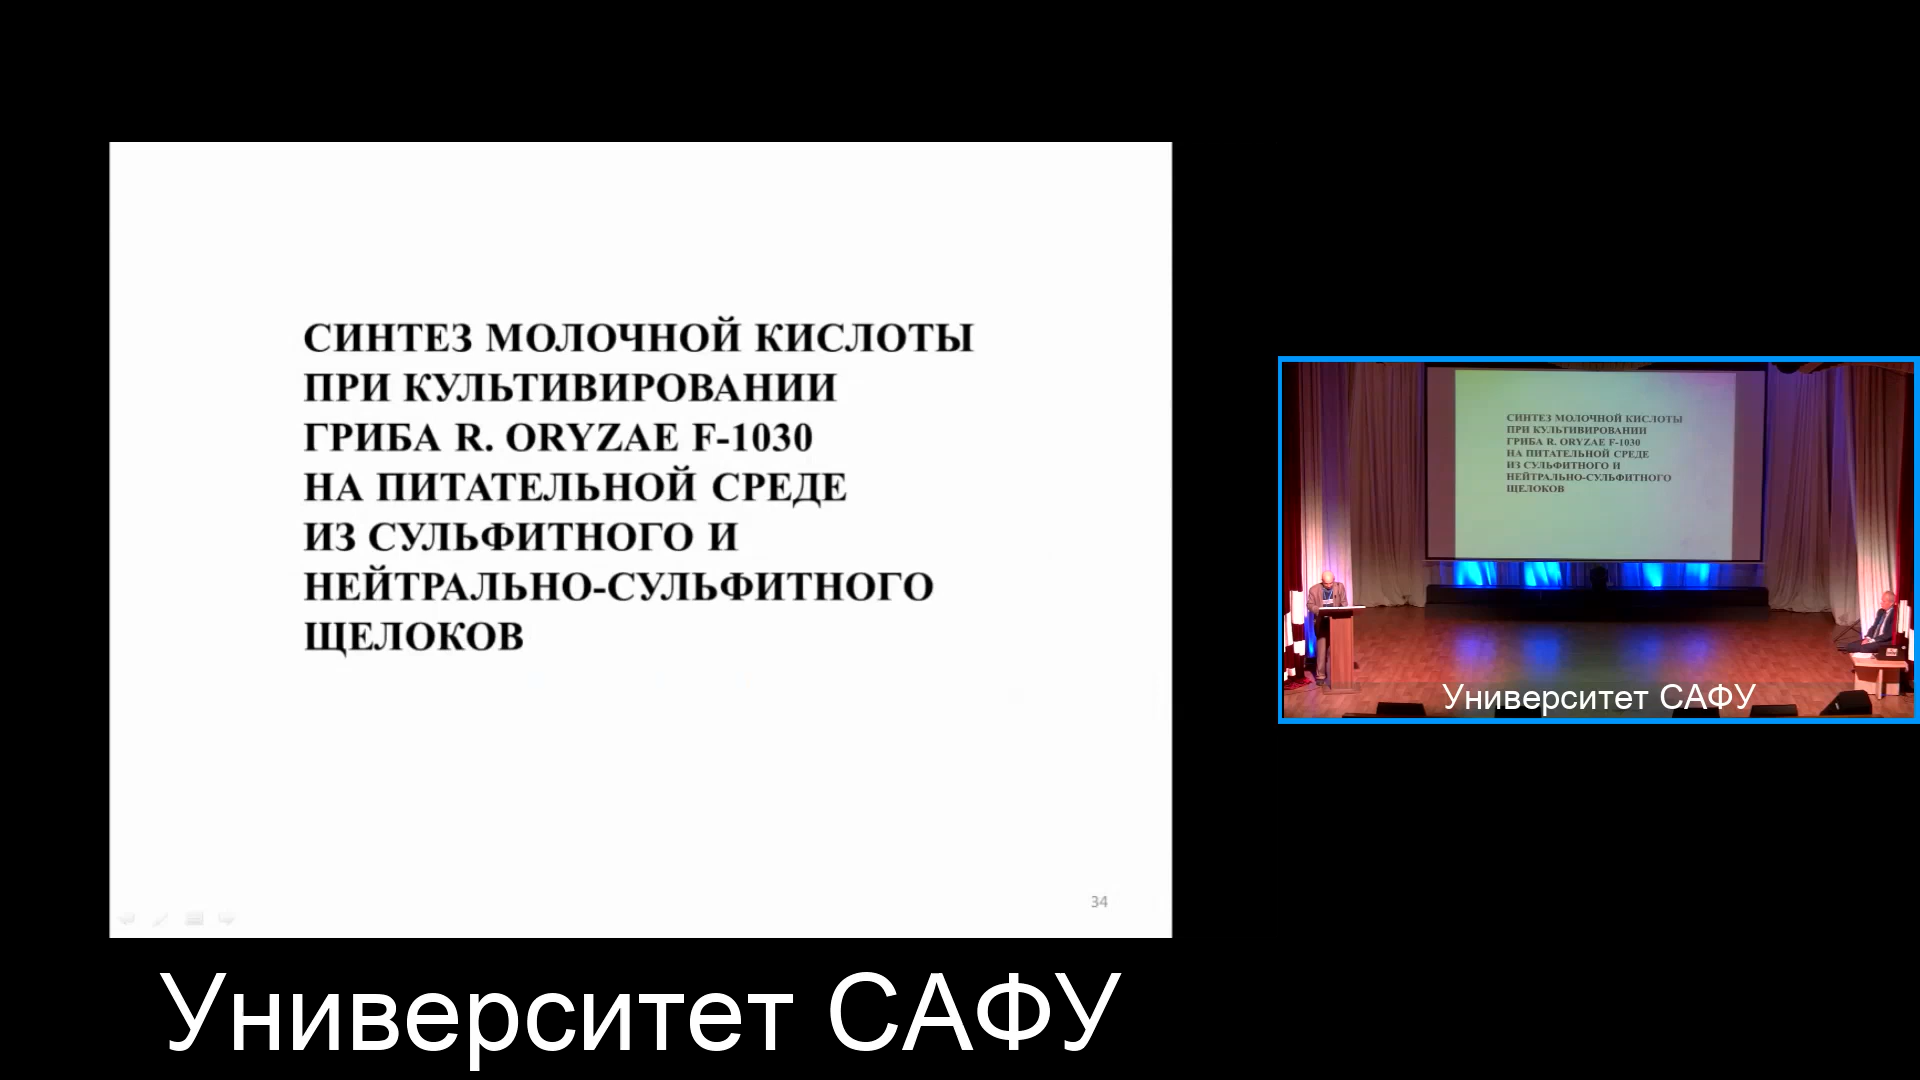 СИНТЕЗ МОЛОЧНОЙ КИСЛОТЫ
ПРИ КУЛЬТИВИРОВАНИИ
ГРИБА R. ORYZAE F-1030
НА ПИТАТЕЛЬНОЙ СРЕДЕ
ИЗ СУЛЬФИТНОГО И
НЕЙТРАЛЬНО-СУЛЬФИТНОГО
ЩЕЛОКОВ
34
Университет САФУ
СИНТЕЗ МОЛОЧНОЙ КИСЛОТЫ
ПРИ КУЛЬТИВИРОВАНИИ
ГРИБА R. ORYZAE F-1030
НА ПИТАТЕЛЬНОЙ СРЕДЕ
ИЗ СУЛЬФИТНОГО И
НЕЙТРАЛЬНО-СУЛЬФИТНОГО
ЩЕЛОКОВ
Университет САФУ